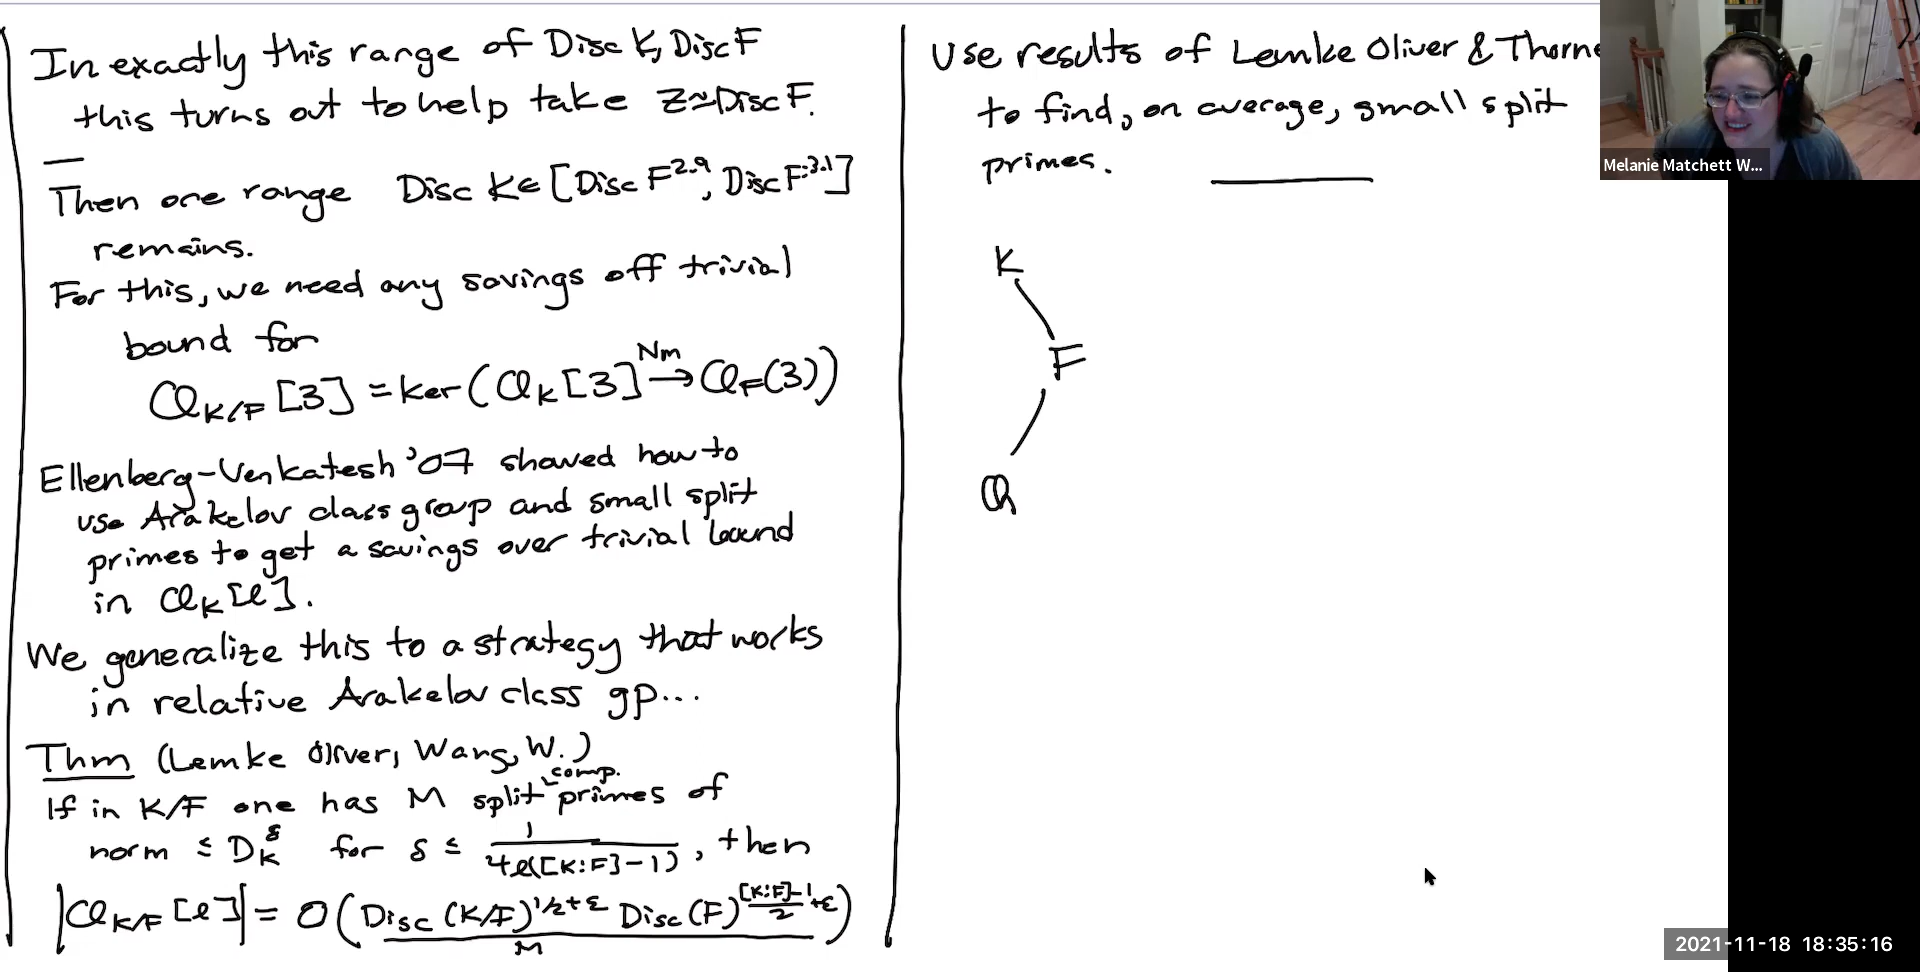 In exactly this range of Disc K, Disc F
this turns out to help take Z≈Disc F.
Then one range Disc K∈[Disc F^2.9, Disc F^3.1]
remains.
For this, we need any savings off trivial
bound for
Cl_{K/F}[3] = ker(Cl_K[3] \xrightarrow{Nm} Cl_F(3))
Ellenberg-Venkatesh '07 showed how to
use Arakelov class group and small split
primes to get a savings over trivial bound
in Cl_K[ℓ].
We generalize this to a strategy that works
in relative Arakelov class gp...
Thm (Lemke Oliver, Wang, W.)
If in K/F one has M split comp. primes of
norm ≤ D_K^δ for δ ≤ \frac{1}{4ℓ([K:F]-1)}, then
|Cl_{K/F}[ℓ]| = O(\frac{Disc(K/F)^{1/2+ε} Disc(F)^{\frac{[K:F]-1}{2}+ε}}{M})
Use results of Lemke Oliver & Thorne
to find, on average, small split
primes.
K
F
Q
Melanie Matchett W...
2021-11-18 18:35:16